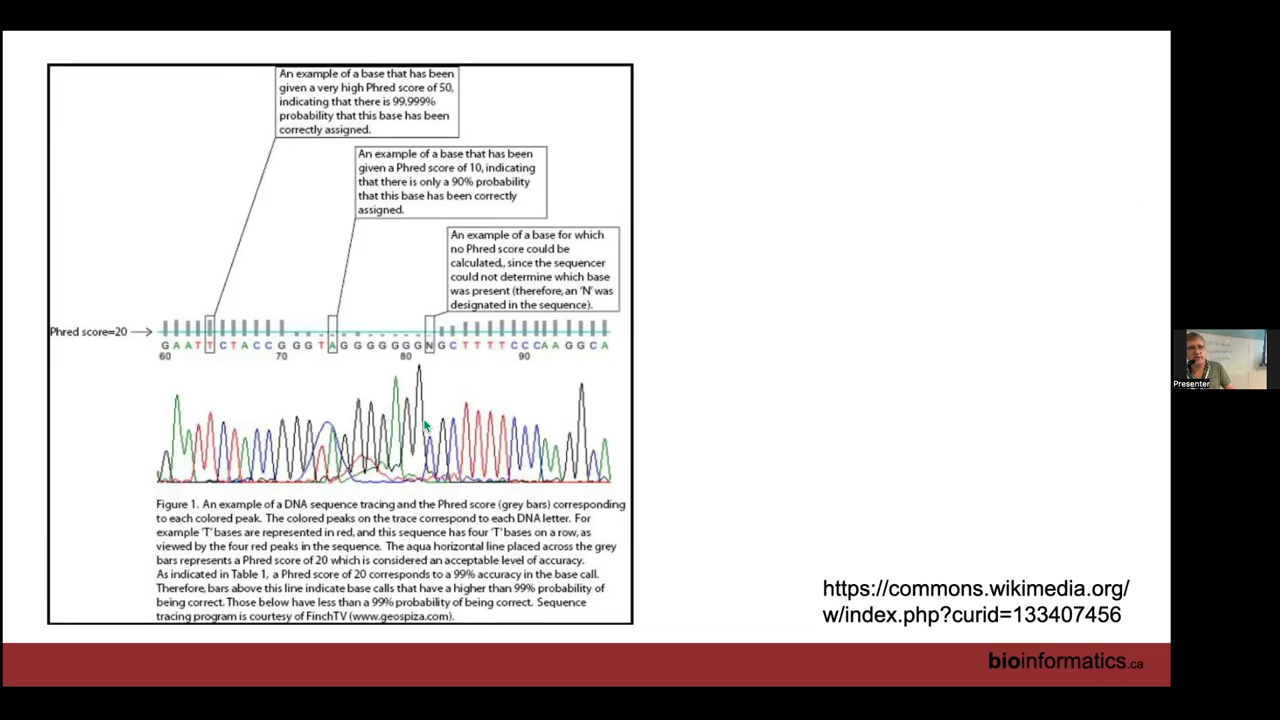 An example of a base that has been
given a very high Phred score of 50,
indicating that there is 99.999%
probability that this base has been
correctly assigned.
An example of a base that has been
given a Phred score of 10, indicating
that there is only a 90% probability
that this base has been correctly
assigned.
An example of a base for which
no Phred score could be
calculated,, since the sequencer
could not determine which base
was present (therefore, an 'N' was
designated in the sequence).
Phred score=20
G A A T T C T A C C G G G T A G G G G G G G N G C T T T T C C C A A G G C A
60 70 80 90
Figure 1. An example of a DNA sequence tracing and the Phred score (grey bars) corresponding
to each colored peak. The colored peaks on the trace correspond to each DNA letter. For
example 'T' bases are represented in red, and this sequence has four 'T' bases on a row, as
viewed by the four red peaks in the sequence. The aqua horizontal line placed across the grey
bars represents a Phred score of 20 which is considered an acceptable level of accuracy.
As indicated in Table 1, a Phred score of 20 corresponds to a 99% accuracy in the base call.
Therefore, bars above this line indicate base calls that have a higher than 99% probability of
being correct. Those below have less than a 99% probability of being correct. Sequence
tracing program is courtesy of FinchTV (www.geospiza.com).
https://commons.wikimedia.org/
w/index.php?curid=133407456
bioinformatics.ca
Presenter